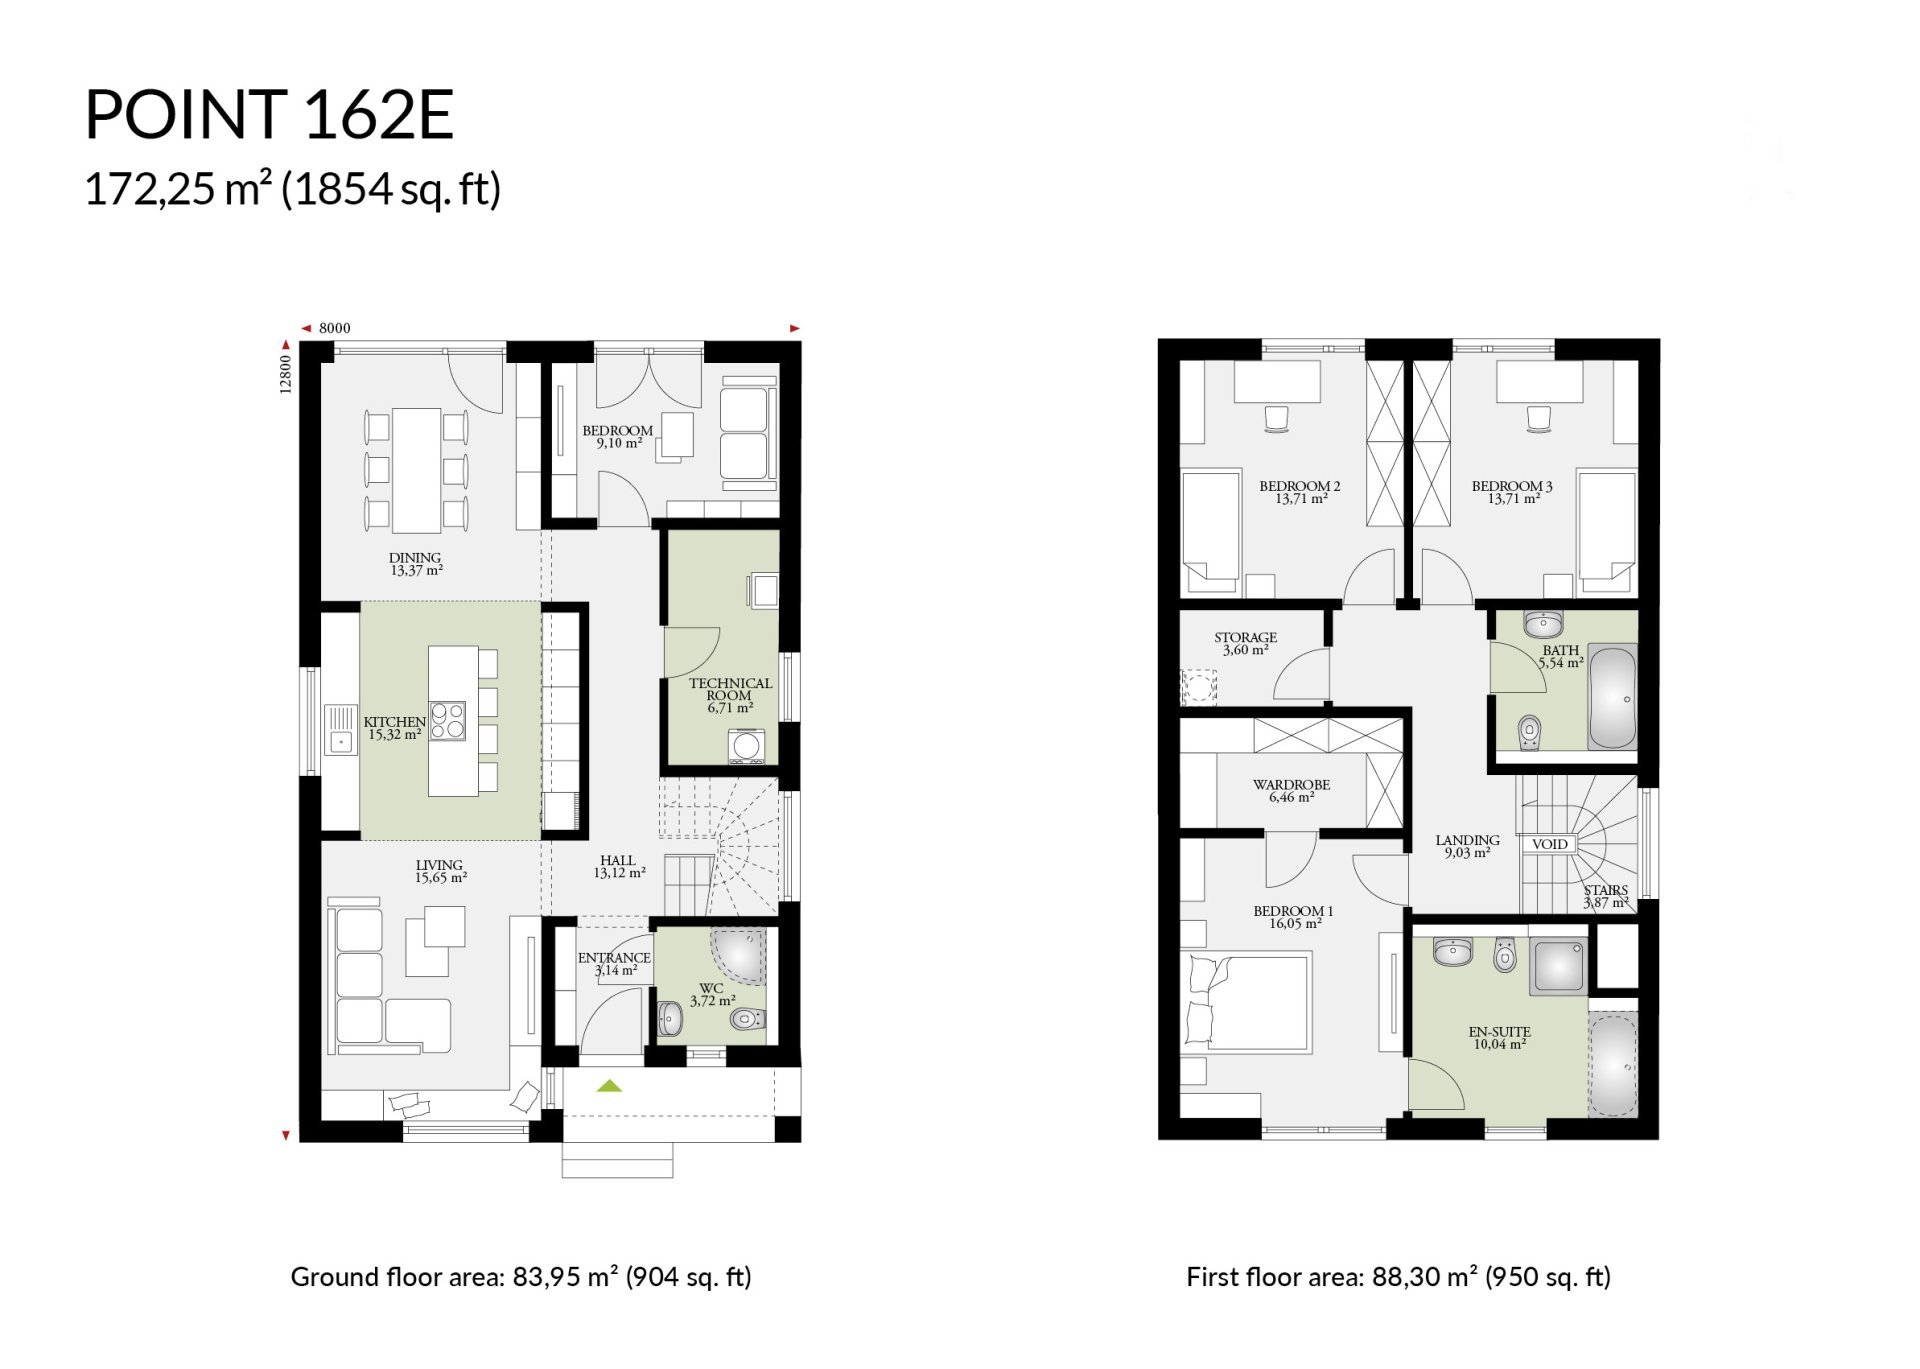 POINT 162E
172,25 m² (1854 sq. ft)
8000
12800
BEDROOM
9,10 m²
DINING
13,37 m²
TECHNICAL
ROOM
6,71 m²
KITCHEN
15,32 m²
LIVING
15,65 m²
HALL
13,12 m²
ENTRANCE
3,14 m²
WC
3,72 m²
BEDROOM 2
13,71 m²
BEDROOM 3
13,71 m²
STORAGE
3,60 m²
BATH
5,54 m²
WARDROBE
6,46 m²
LANDING
9,03 m²
VOID
STAIRS
3,87 m²
BEDROOM 1
16,05 m²
EN-SUITE
10,04 m²
Ground floor area: 83,95 m² (904 sq. ft)
First floor area: 88,30 m² (950 sq. ft)